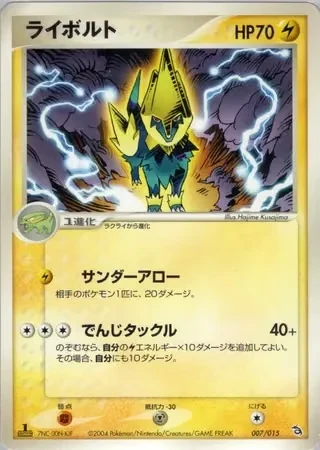 ライボルト HP70
Illus. Hajime Kusajima
1進化
ラクライから進化
サンダーアロー
相手のポケモン1匹に、20ダメージ。
でんじタックル 40+
のぞむなら、自分のエネルギー×10ダメージを追加してよい。
その場合、自分にも10ダメージ。
弱点 抵抗力 -30 にげる
1
©2004 Pokémon/Nintendo/Creatures/GAME FREAK
007/015